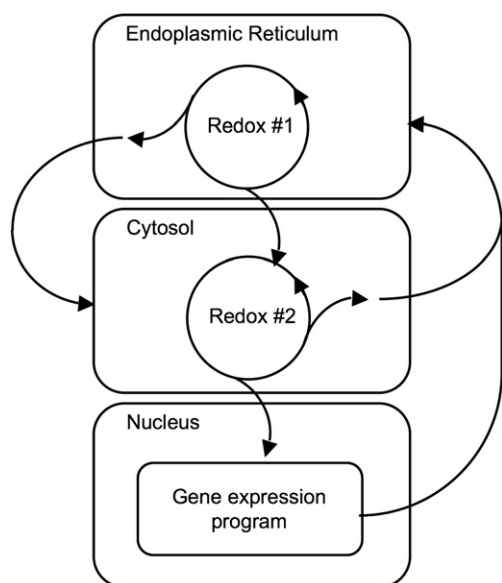 Endoplasmic Reticulum
Redox #1
Cytosol
Redox #2
Nucleus
Gene expression
program